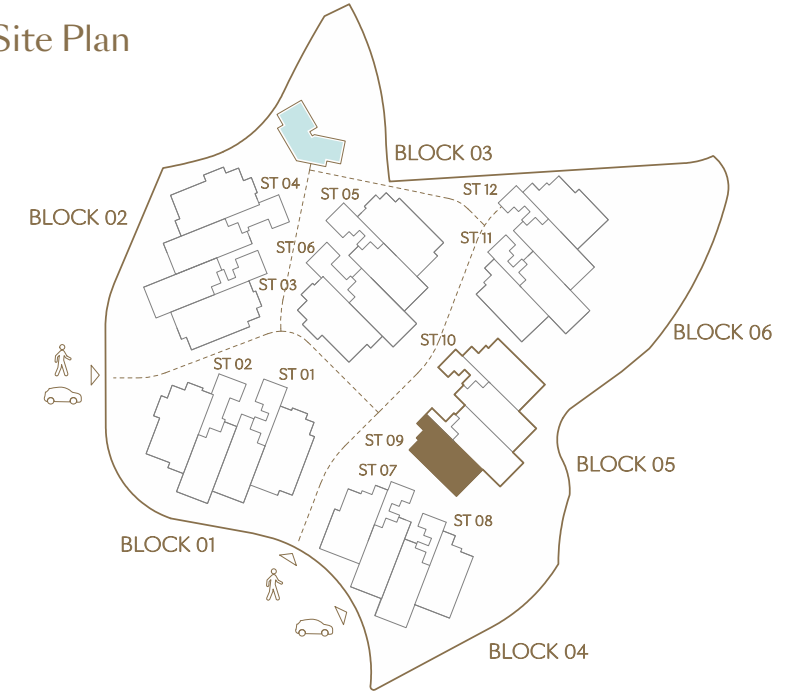 Site Plan
BLOCK 03
ST 04
ST 05
ST 12
BLOCK 02
ST 06
ST 11
ST 03
BLOCK 06
ST 10
ST 02
ST 01
ST 09
BLOCK 05
ST 07
ST 08
BLOCK 01
BLOCK 04